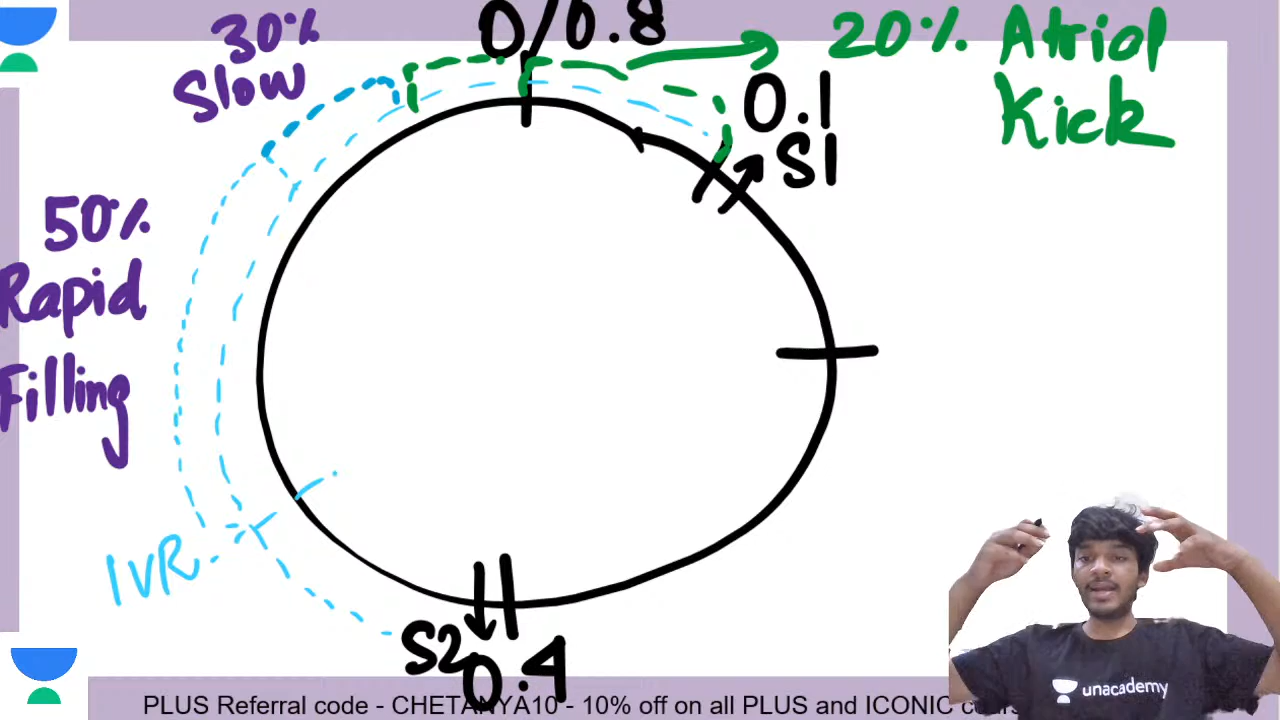 30%
Slow
0/0.8
20% Atrial
Kick
0.1
S1
50%
Rapid
Filling
IVR
S2
0.4
unacademy
PLUS Referral code - CHETANYA10 - 10% off on all PLUS and ICONIC